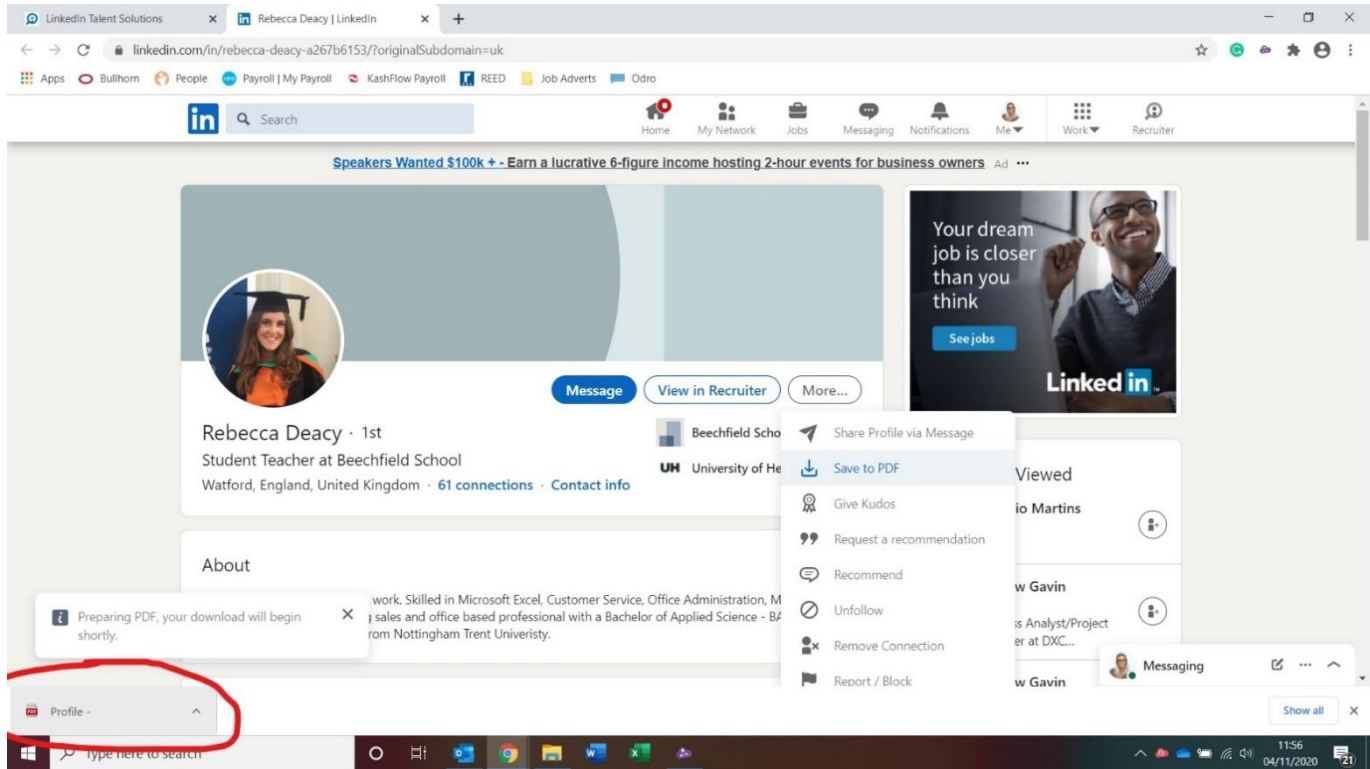 LinkedIn Talent Solutions
Rebecca Deacy | LinkedIn
linkedin.com/in/rebecca-deacy-a267b6153/?originalSubdomain=uk
Apps Bullhorn People Payroll | My Payroll KashFlow Payroll REED Job Adverts Odro
in Search
Home My Network Jobs Messaging Notifications Me Work Recruiter
Speakers Wanted $100k + - Earn a lucrative 6-figure income hosting 2-hour events for business owners Ad
Your dream
job is closer
than you
think
See jobs
Linked in
Message View in Recruiter More...
Rebecca Deacy · 1st
Student Teacher at Beechfield School
Watford, England, United Kingdom · 61 connections · Contact info
Beechfield Scho
UH University of He
Share Profile via Message
Save to PDF
Give Kudos
Request a recommendation
Recommend
Unfollow
Remove Connection
Report / Block
Viewed
io Martins
w Gavin
ss Analyst/Project
er at DXC...
w Gavin
About
work. Skilled in Microsoft Excel, Customer Service, Office Administration, M
g sales and office based professional with a Bachelor of Applied Science - BA
rom Nottingham Trent Univeristy.
Preparing PDF, your download will begin
shortly.
Messaging
PDF Profile -
Show all
Type here to search
11:56
04/11/2020
21